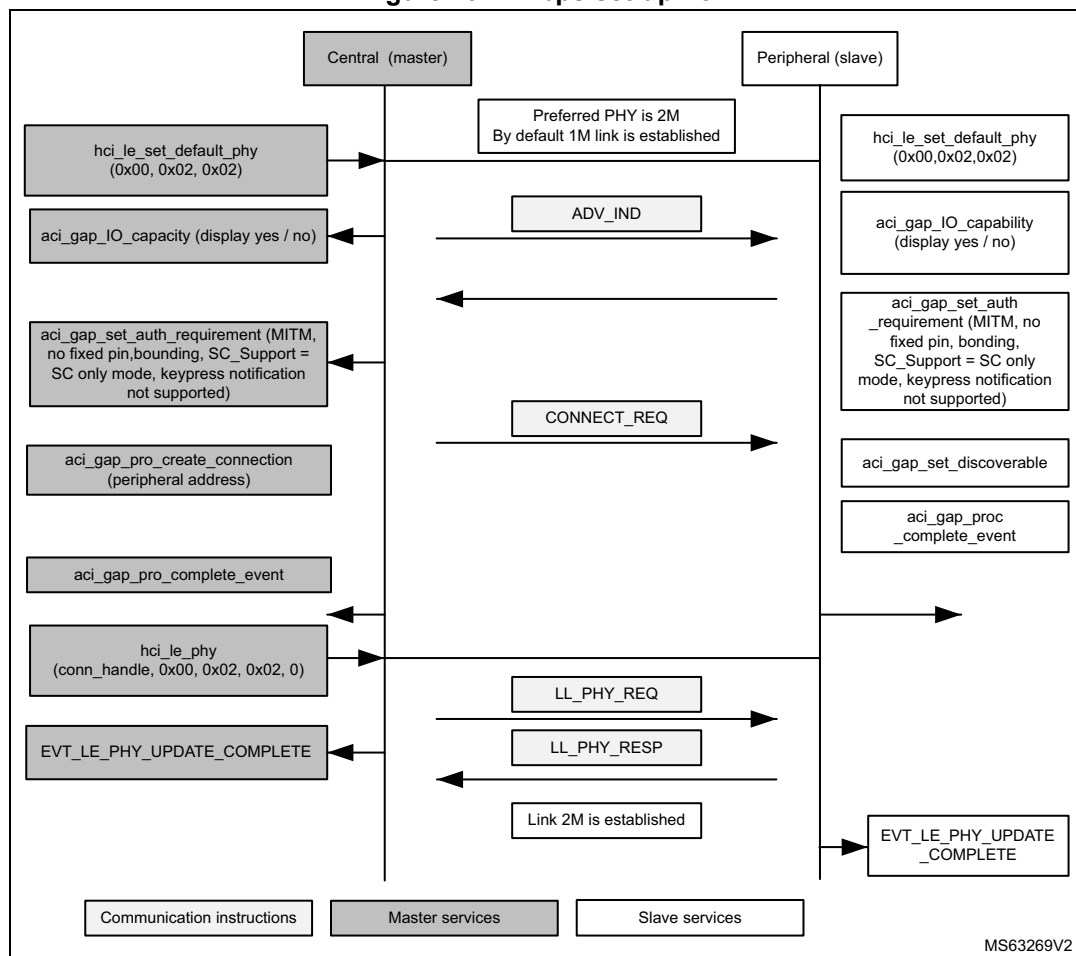 Central (master)
Peripheral (slave)
Preferred PHY is 2M
By default 1M link is established
hci_le_set_default_phy
(0x00, 0x02, 0x02)
hci_le_set_default_phy
(0x00,0x02,0x02)
ADV_IND
aci_gap_IO_capacity (display yes / no)
aci_gap_IO_capability
(display yes / no)
aci_gap_set_auth_requirement (MITM,
no fixed pin,bounding, SC_Support =
SC only mode, keypress notification
not supported)
aci_gap_set_auth
_requirement (MITM, no
fixed pin, bonding,
SC_Support = SC only
mode, keypress notification
not supported)
CONNECT_REQ
aci_gap_pro_create_connection
(peripheral address)
aci_gap_set_discoverable
aci_gap_proc
_complete_event
aci_gap_pro_complete_event
hci_le_phy
(conn_handle, 0x00, 0x02, 0x02, 0)
LL_PHY_REQ
EVT_LE_PHY_UPDATE_COMPLETE
LL_PHY_RESP
Link 2M is established
EVT_LE_PHY_UPDATE
_COMPLETE
Communication instructions
Master services
Slave services
MS63269V2